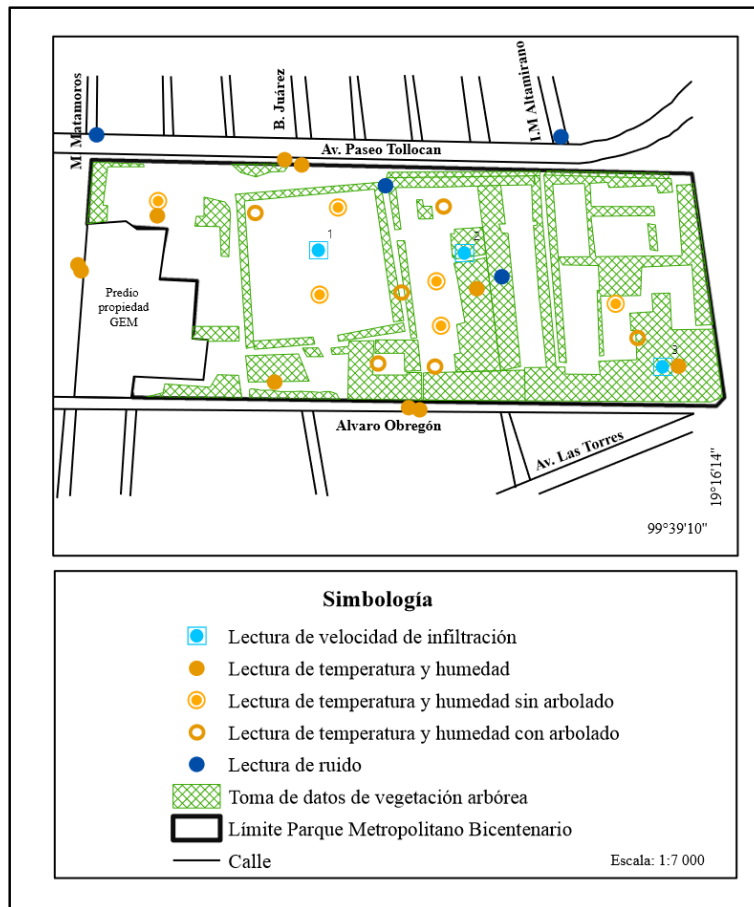 M. Matamoros
B. Juárez
I.M Altamirano
Av. Paseo Tollocan
1
2
Predio
propiedad
GEM
3
Alvaro Obregón
Av. Las Torres
19°16'14"
99°39'10"
Simbología
Lectura de velocidad de infiltración
Lectura de temperatura y humedad
Lectura de temperatura y humedad sin arbolado
Lectura de temperatura y humedad con arbolado
Lectura de ruido
Toma de datos de vegetación arbórea
Límite Parque Metropolitano Bicentenario
Calle
Escala: 1:7 000